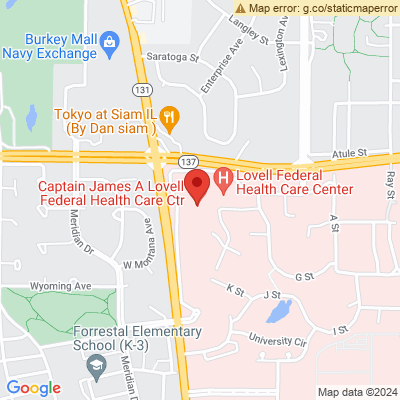 Map error: g.co/staticmaperror
Burkey Mall
Navy Exchange
Langley St
Lexington Ave
Saratoga St
Enterprise Ave
131
Tokyo at Siam IL
(By Dan siam )
137
Atule St
Lovell Federal
Health Care Center
Captain James A Lovell
Federal Health Care Ctr
Ray St
A St
Meridian Dr
W Montana Ave
Wyoming Ave
G St
K St
J St
I St
Forrestal Elementary
School (K-3)
University Cir
Meridian Dr
Google
Map data ©2024